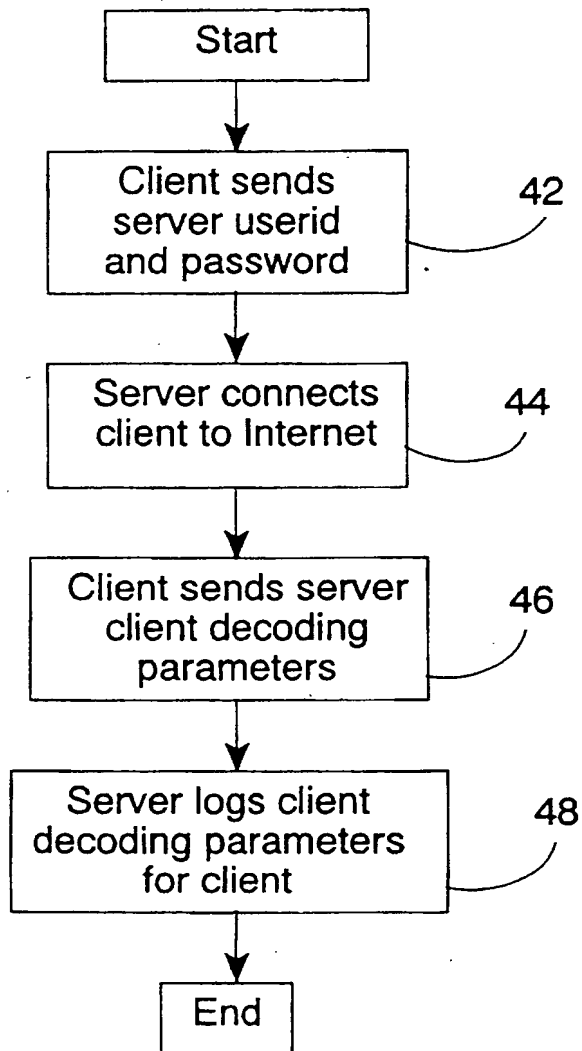 Start
Client sends
server userid
and password
42
Server connects
client to Internet
44
Client sends server
client decoding
parameters
46
Server logs client
decoding parameters
for client
48
End